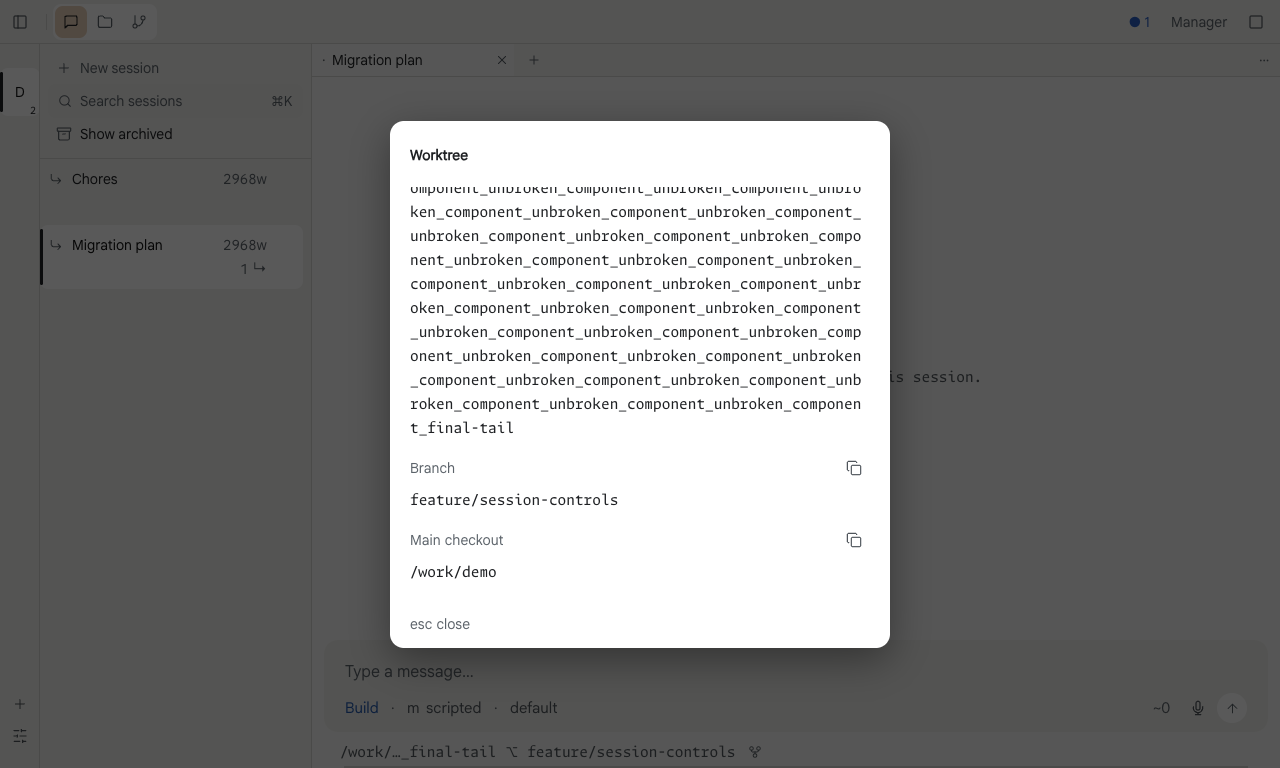 1
Manager
D
2
New session
Search sessions ⌘K
Show archived
Chores 2968w
Migration plan 2968w
1
· Migration plan
Worktree
omponent_unbroken_component_unbroken_component_unbro
ken_component_unbroken_component_unbroken_component_
unbroken_component_unbroken_component_unbroken_compo
nent_unbroken_component_unbroken_component_unbroken_
component_unbroken_component_unbroken_component_unbr
oken_component_unbroken_component_unbroken_component
_unbroken_component_unbroken_component_unbroken_comp
onent_unbroken_component_unbroken_component_unbroken
_component_unbroken_component_unbroken_component_unb
roken_component_unbroken_component_unbroken_componen
t_final-tail
Branch
feature/session-controls
Main checkout
/work/demo
esc close
is session.
Type a message...
Build · m scripted · default
~0
/work/…_final-tail ⌥ feature/session-controls